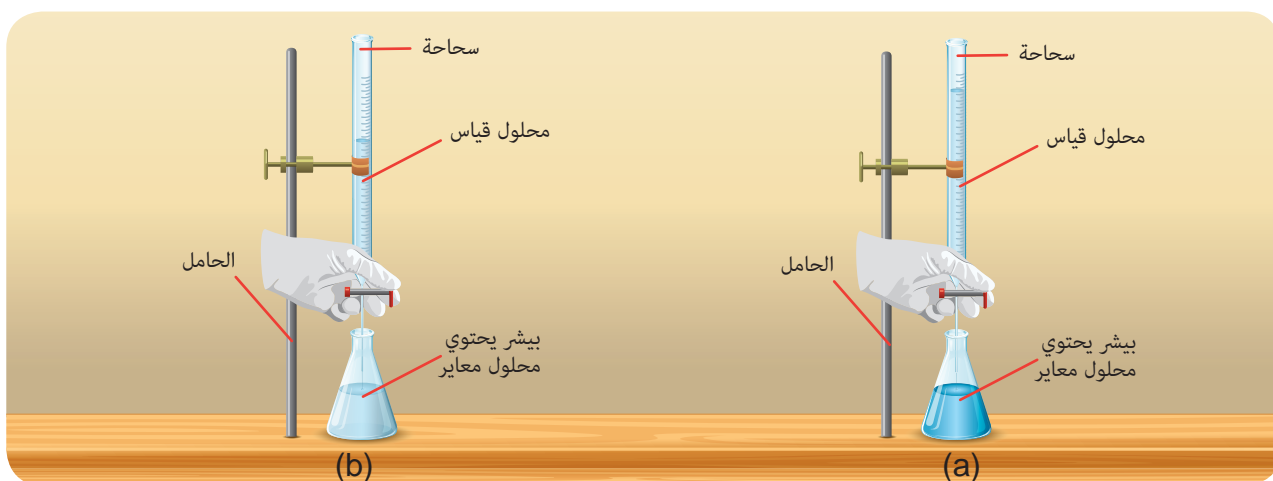 سحاحة
محلول قياس
الحامل
بيشر يحتوي
محلول معاير
(a)
سحاحة
محلول قياس
الحامل
بيشر يحتوي
محلول معاير
(b)